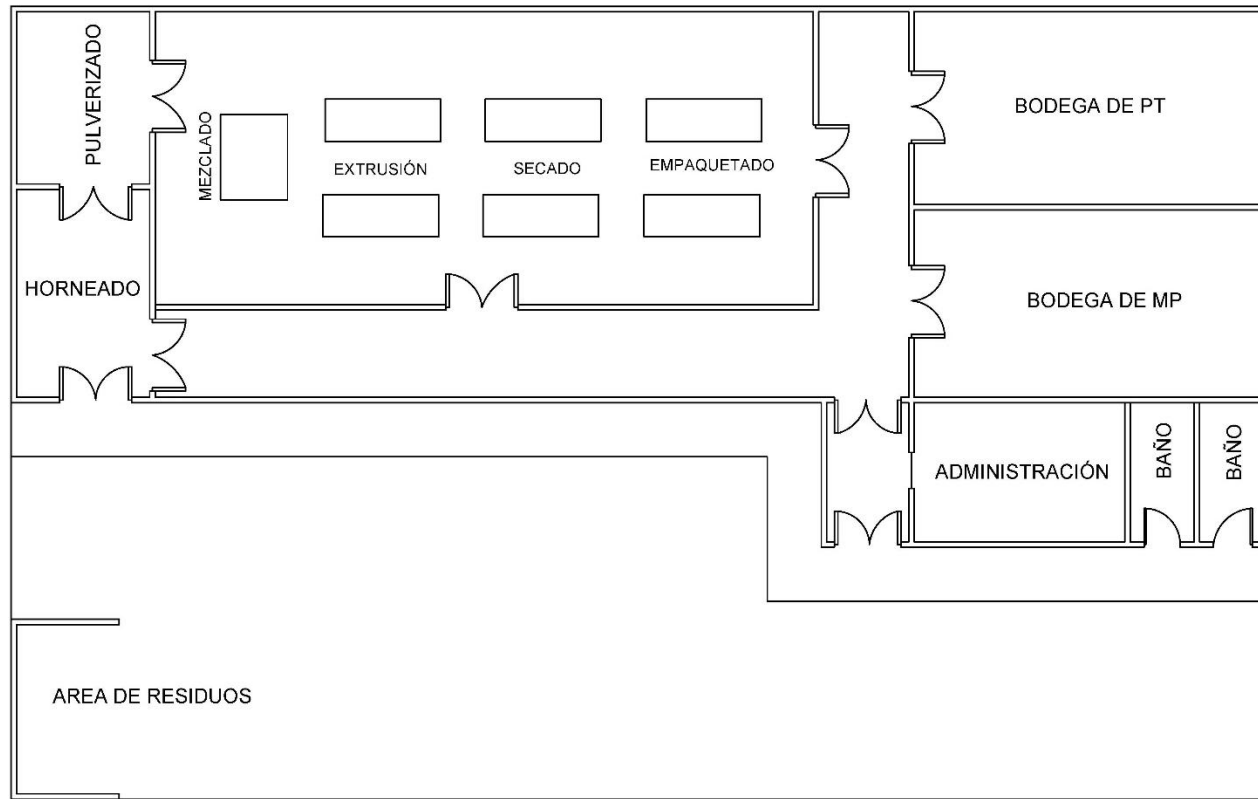 PULVERIZADO
MEZCLADO
EXTRUSIÓN
SECADO
EMPAQUETADO
BODEGA DE PT
HORNEADO
BODEGA DE MP
ADMINISTRACIÓN
BAÑO
BAÑO
AREA DE RESIDUOS